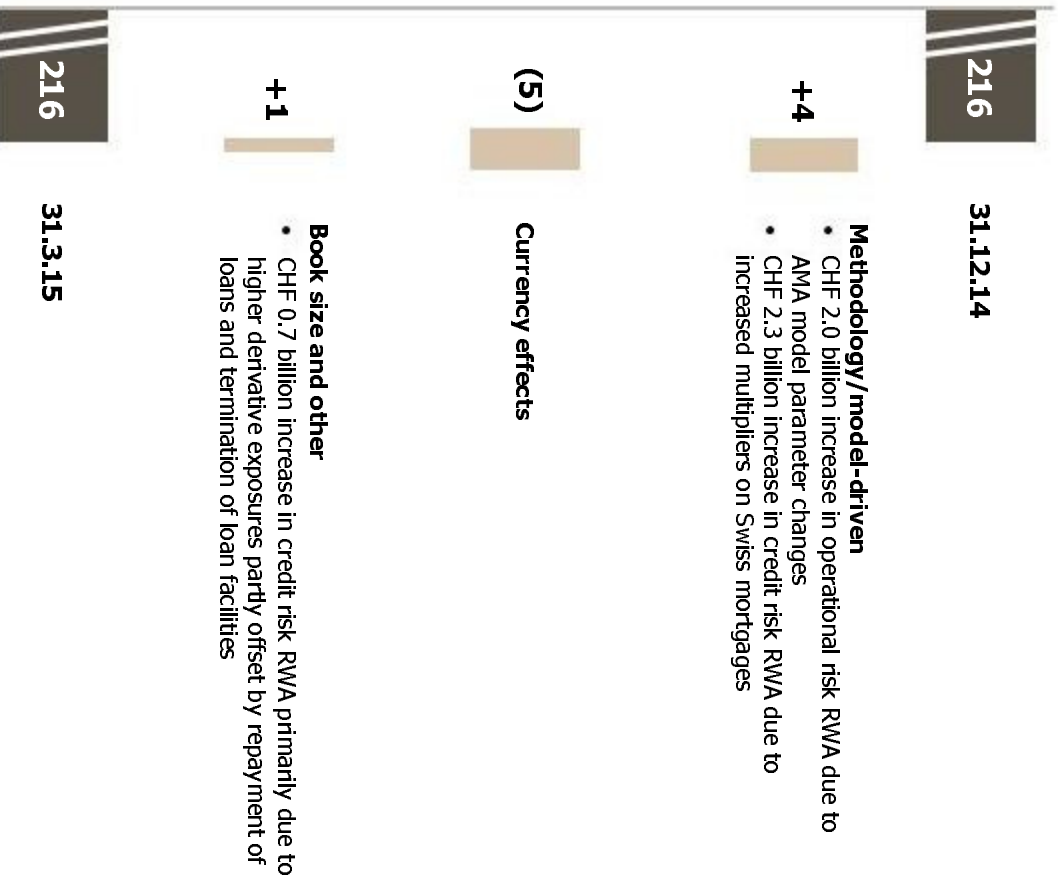 216
31.12.14
+4
Methodology/model-driven
• CHF 2.0 billion increase in operational risk RWA due to
AMA model parameter changes
• CHF 2.3 billion increase in credit risk RWA due to
increased multipliers on Swiss mortgages
(5)
Currency effects
+1
Book size and other
• CHF 0.7 billion increase in credit risk RWA primarily due to
higher derivative exposures partly offset by repayment of
loans and termination of loan facilities
216
31.3.15